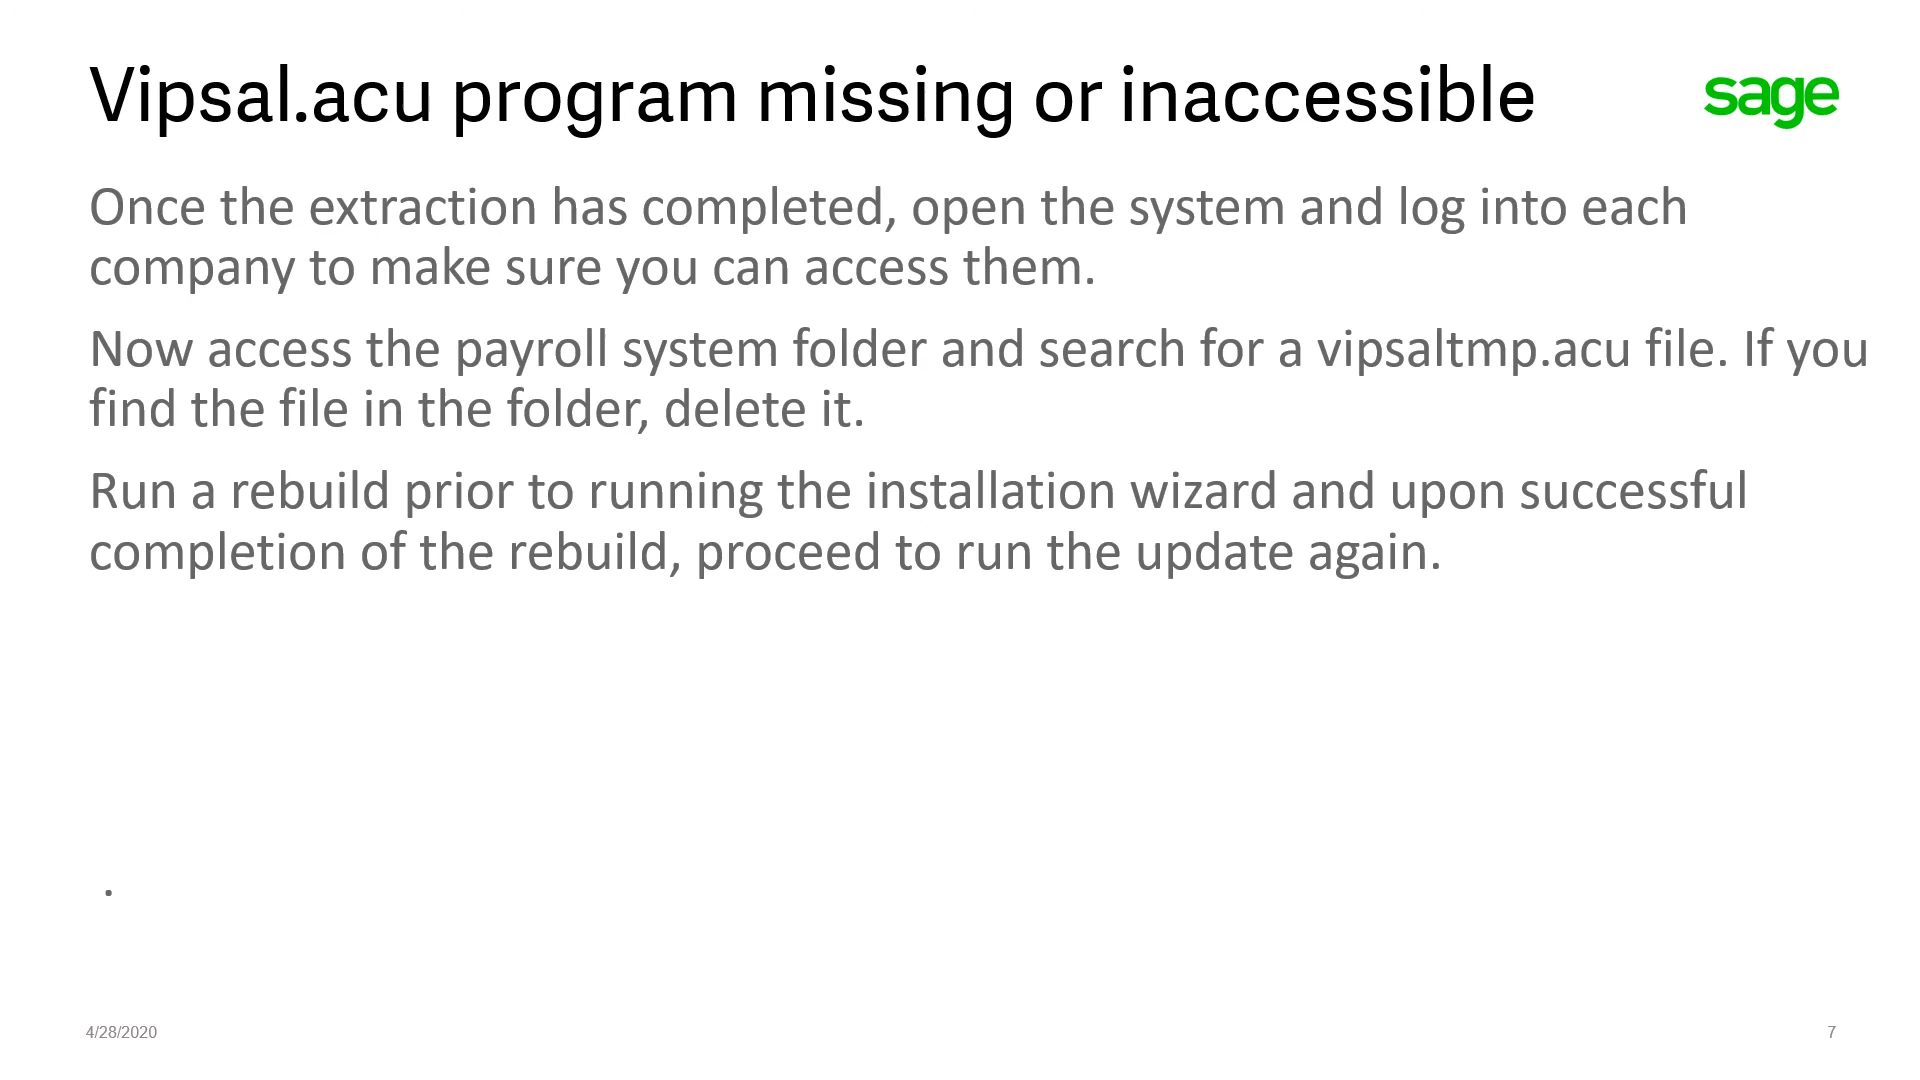 Vipsal.acu program missing or inaccessible
sage
Once the extraction has completed, open the system and log into each
company to make sure you can access them.
Now access the payroll system folder and search for a vipsaltmp.acu file. If you
find the file in the folder, delete it.
Run a rebuild prior to running the installation wizard and upon successful
completion of the rebuild, proceed to run the update again.
.
4/28/2020
7